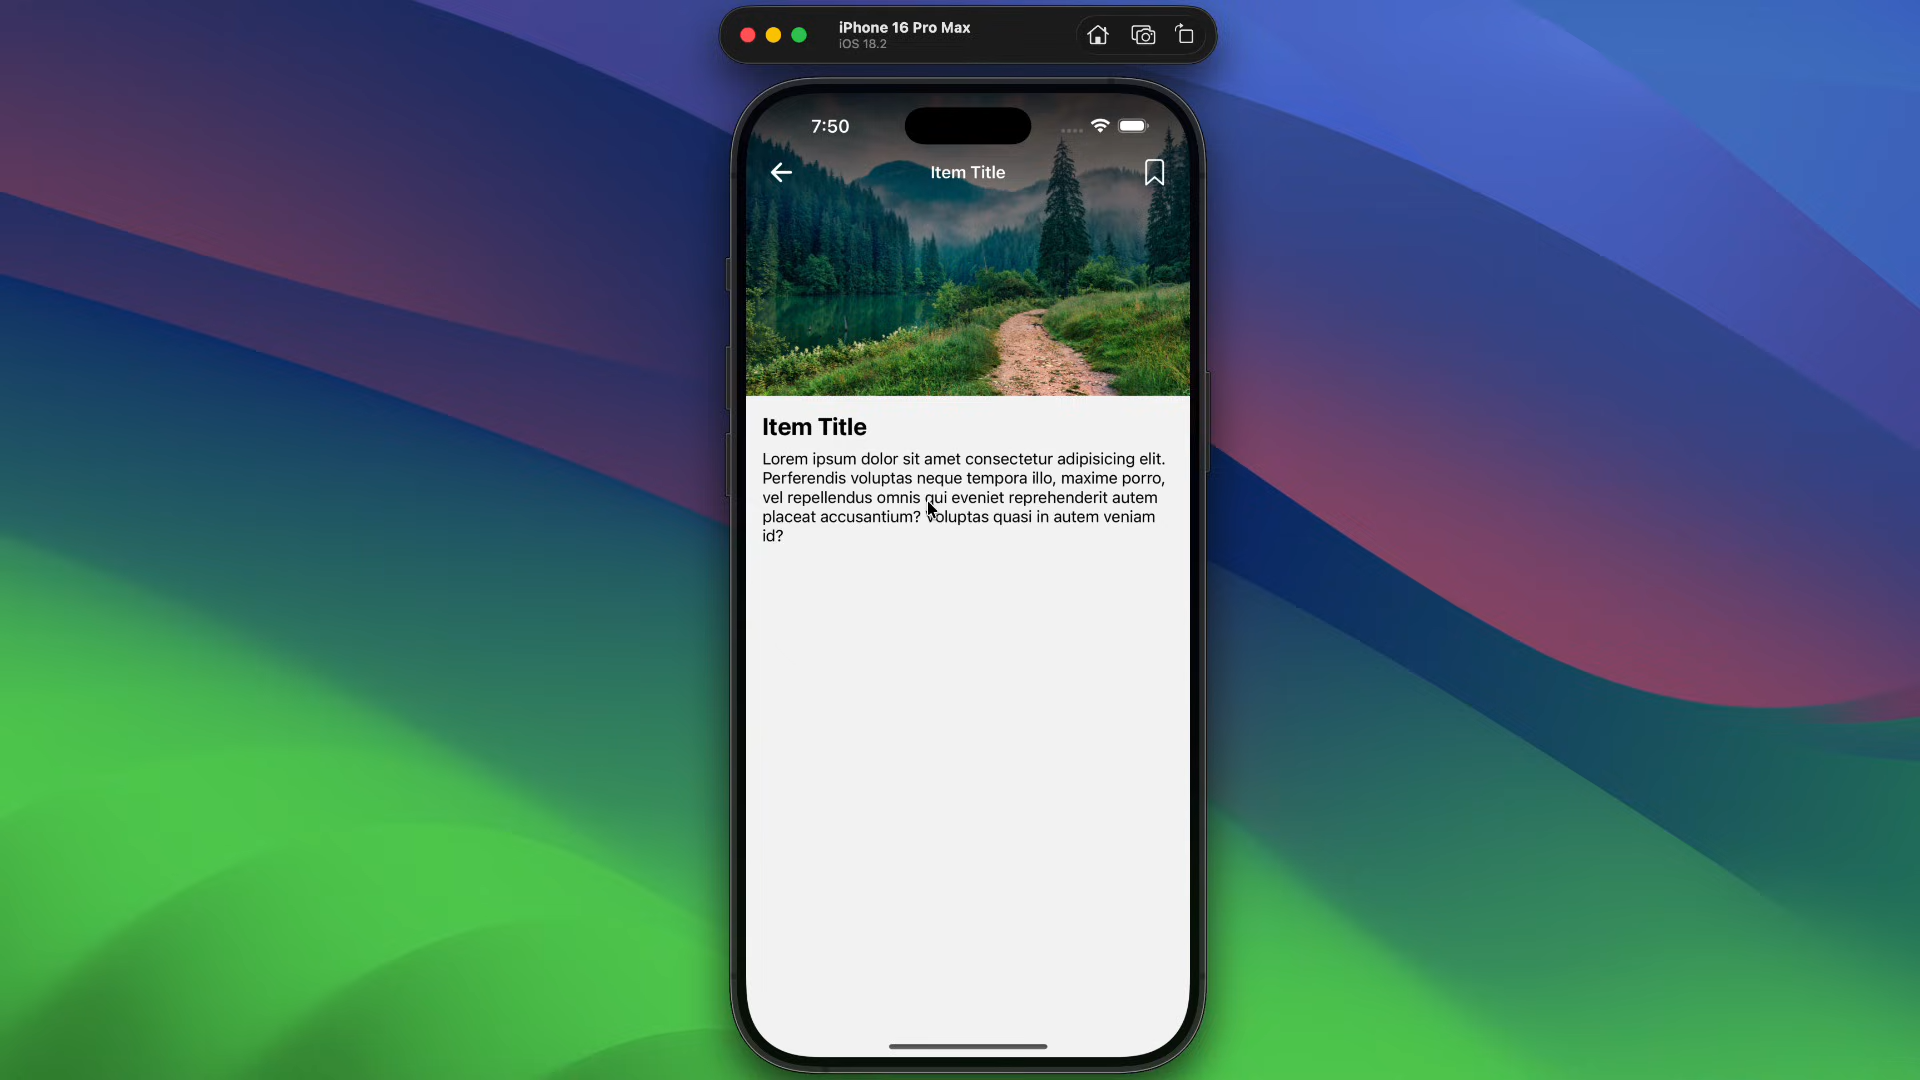 iPhone 16 Pro Max
iOS 18.2
7:50
Item Title
Item Title
Lorem ipsum dolor sit amet consectetur adipisicing elit.
Perferendis voluptas neque tempora illo, maxime porro,
vel repellendus omnis qui eveniet reprehenderit autem
placeat accusantium? Voluptas quasi in autem veniam
id?